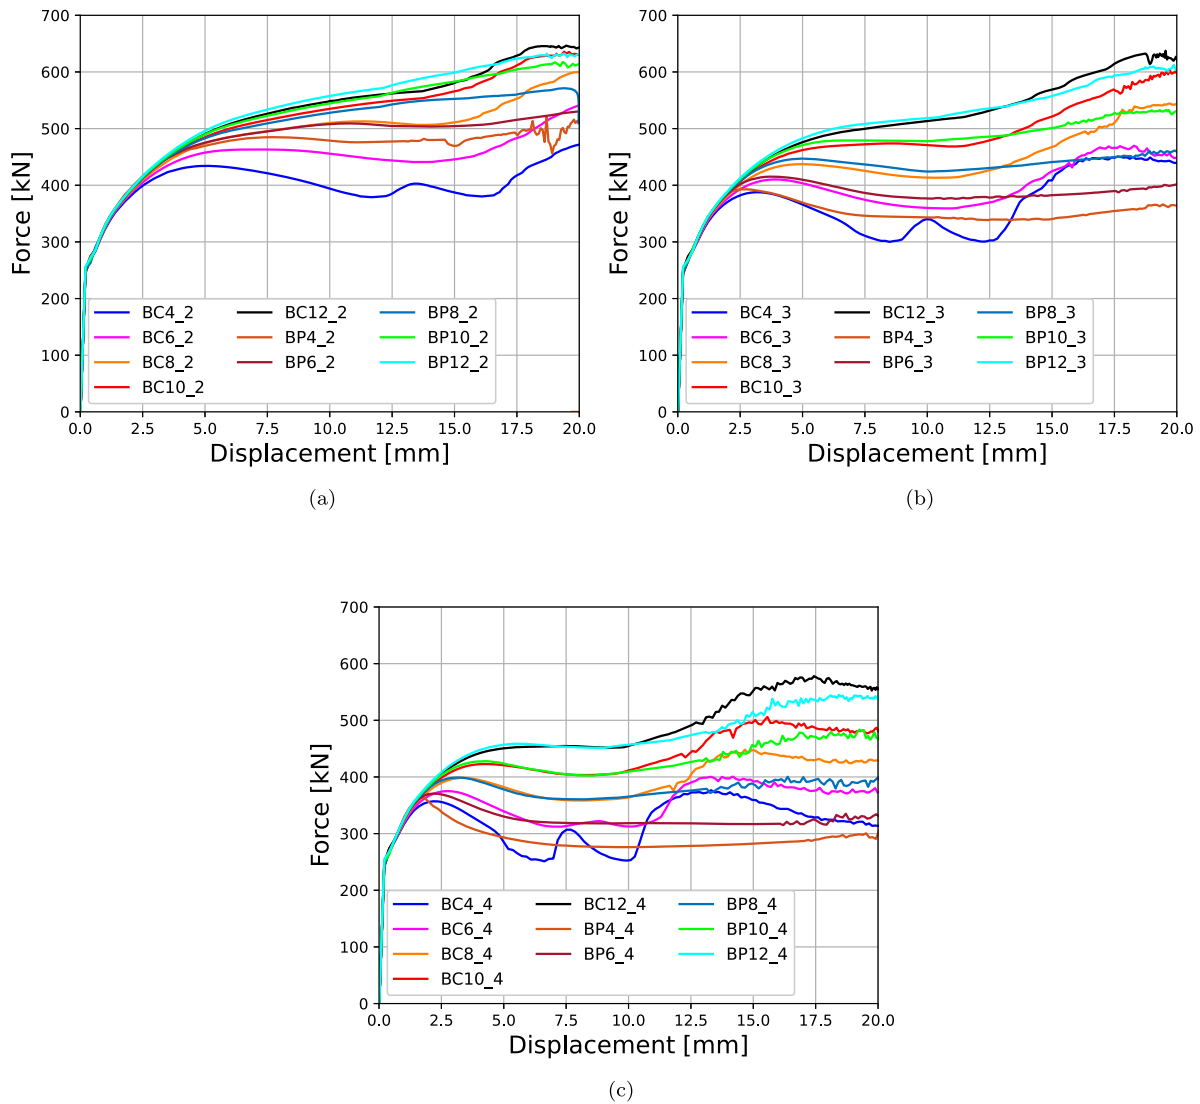 700
600
500
400
300
200
100
0
Force [kN]
BC4_2 BC12_2 BP8_2
BC6_2 BP4_2 BP10_2
BC8_2 BP6_2 BP12_2
BC10_2
0.0 2.5 5.0 7.5 10.0 12.5 15.0 17.5 20.0
Displacement [mm]
(a)
700
600
500
400
300
200
100
0
Force [kN]
BC4_3 BC12_3 BP8_3
BC6_3 BP4_3 BP10_3
BC8_3 BP6_3 BP12_3
BC10_3
0.0 2.5 5.0 7.5 10.0 12.5 15.0 17.5 20.0
Displacement [mm]
(b)
700
600
500
400
300
200
100
0
Force [kN]
BC4_4 BC12_4 BP8_4
BC6_4 BP4_4 BP10_4
BC8_4 BP6_4 BP12_4
BC10_4
0.0 2.5 5.0 7.5 10.0 12.5 15.0 17.5 20.0
Displacement [mm]
(c)